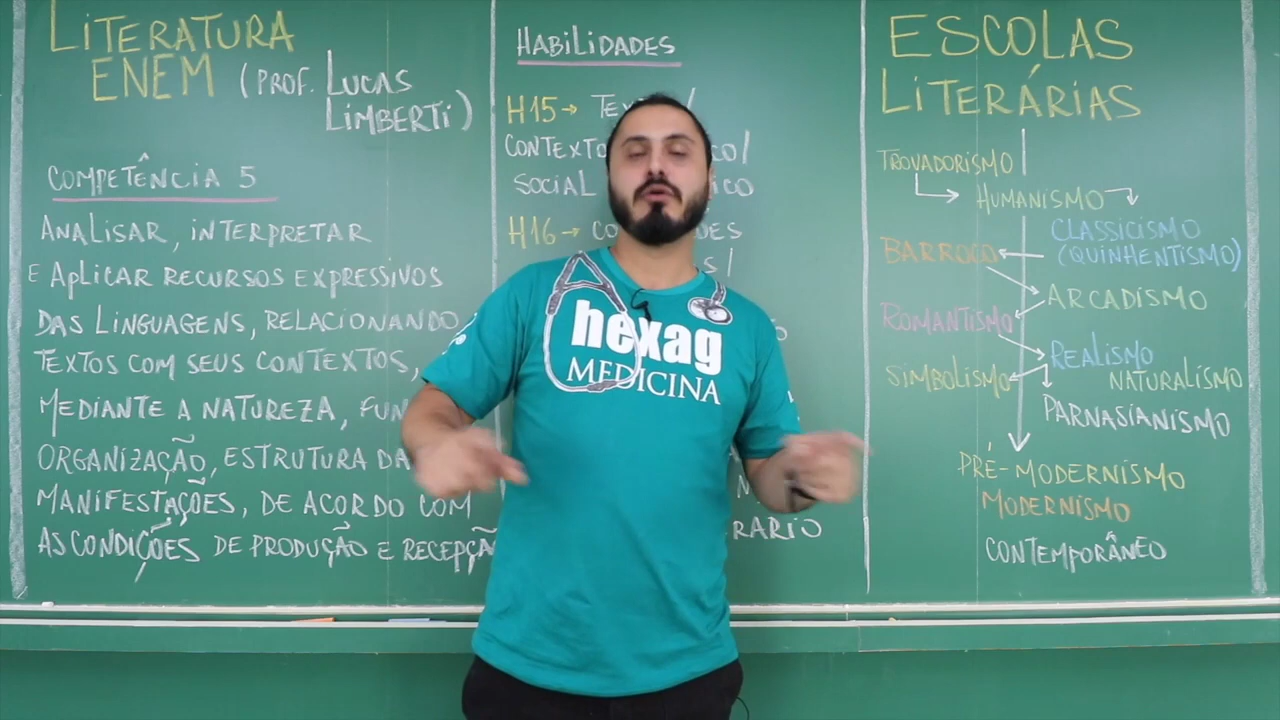 LITERATURA
ENEM (PROF. LUCAS
LIMBERTI)
COMPETÊNCIA 5
ANALISAR, INTERPRETAR
E APLICAR RECURSOS EXPRESSIVOS
DAS LINGUAGENS, RELACIONANDO
TEXTOS COM SEUS CONTEXTOS,
MEDIANTE A NATUREZA,
ORGANIZAÇÃO, ESTRUTURA
MANIFESTAÇÕES, DE ACORDO COM
AS CONDIÇÕES DE PRODUÇÃO E RECEPÇÃ
HABILIDADES
H15→
CONTEXTO
SOCIAL
H16→
hexag
MEDICINA
ESCOLAS
LITERÁRIAS
TROVADORISMO
HUMANISMO
CLASSICISMO
(QUINHENTISMO)
BARROCO
ARCADISMO
ROMANTISMO
REALISMO
NATURALISMO
SIMBOLISMO
PARNASIANISMO
PRÉ-MODERNISMO
MODERNISMO
CONTEMPORÂNEO